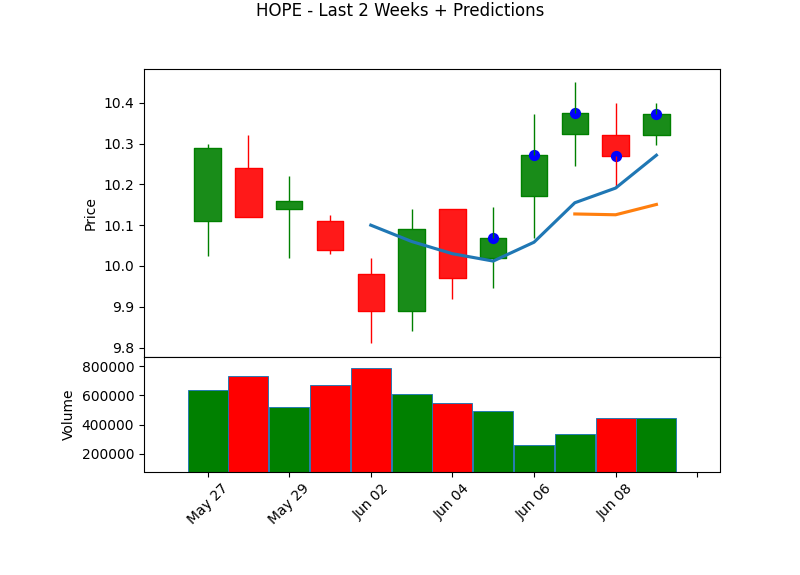 HOPE - Last 2 Weeks + Predictions
10.4
10.3
10.2
10.1
10.0
9.9
9.8
Price
800000
600000
400000
200000
Volume
May 27
May 29
Jun 02
Jun 04
Jun 06
Jun 08